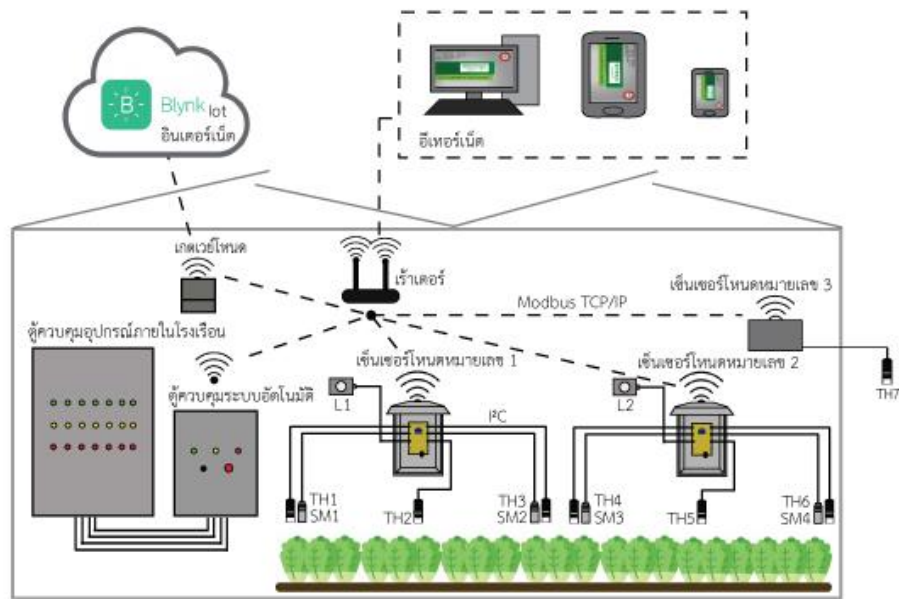 B
Blynk Iot
อินเตอร์เน็ต
อีเทอร์เน็ต
เกตเวย์โหนด
เร้าเตอร์
Modbus TCP/IP
เซ็นเซอร์โหนดหมายเลข 3
ตู้ควบคุมอุปกรณ์ภายในโรงเรือน
เซ็นเซอร์โหนดหมายเลข 1
เซ็นเซอร์โหนดหมายเลข 2
ตู้ควบคุมระบบอัตโนมัติ
L1
L2
TH7
I²C
TH1
SM1
TH2
TH3
SM2
TH4
SM3
TH5
TH6
SM4